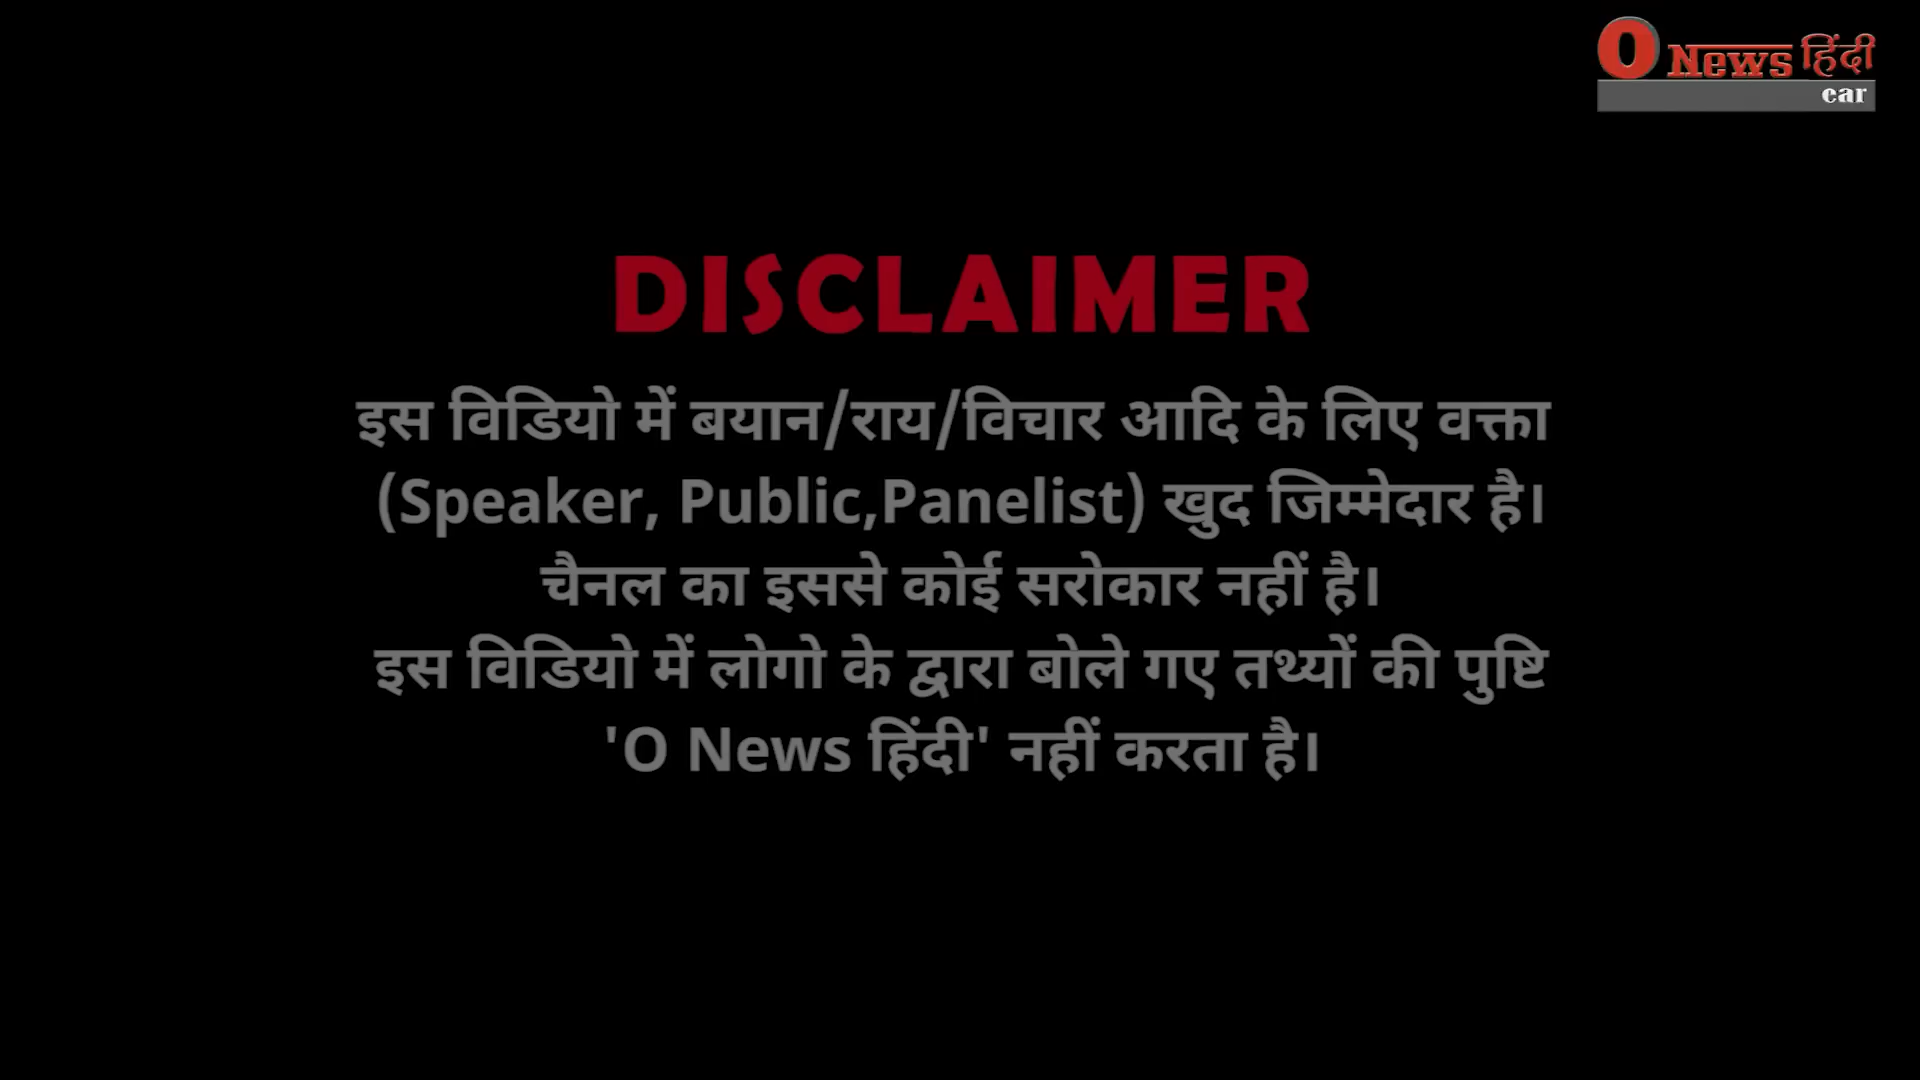 O News हिंदी
ear
DISCLAIMER
इस विडियो में बयान/राय/विचार आदि के लिए वक्ता
(Speaker, Public,Panelist) खुद जिम्मेदार है।
चैनल का इससे कोई सरोकार नहीं है।
इस विडियो में लोगो के द्वारा बोले गए तथ्यों की पुष्टि
'O News हिंदी' नहीं करता है।